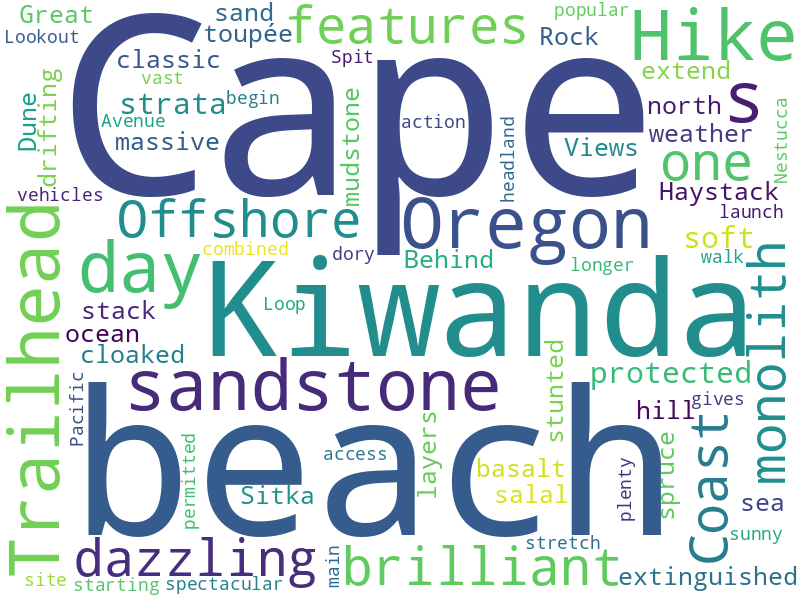 Great
sand
features
popular
Hike
Lookout
toupée
Rock
Cape
classic
Spit
extend
vast
strata
begin
s
Dune
drifting
Avenue
action
north
massive
mudstone
headland
Views
weather
one
Nestucca
vehicles
Haystack
Offshore
Oregon
launch
Trailhead
day
combined
dory
Behind
soft
longer
walk
Kiwanda
Loop
monolith
stack
ocean
cloaked
sandstone
stunted
protected
Pacific
beach
hill
gives
layers
Coast
permitted
access
spruce
basalt
plenty
Sitka
salal
sea
sunny
dazzling
main
brilliant
stretch
extinguished
site
starting
spectacular